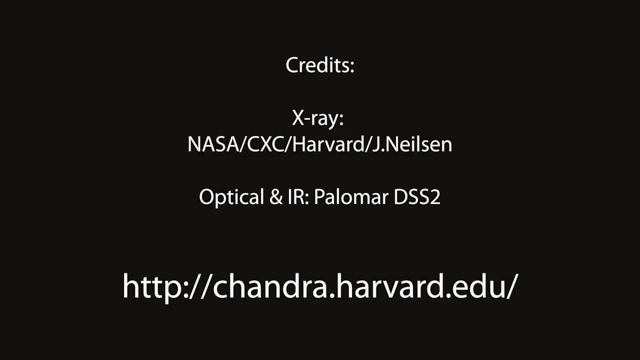 Credits:
X-ray:
NASA/CXC/Harvard/J.Neilsen
Optical & IR: Palomar DSS2
http://chandra.harvard.edu/